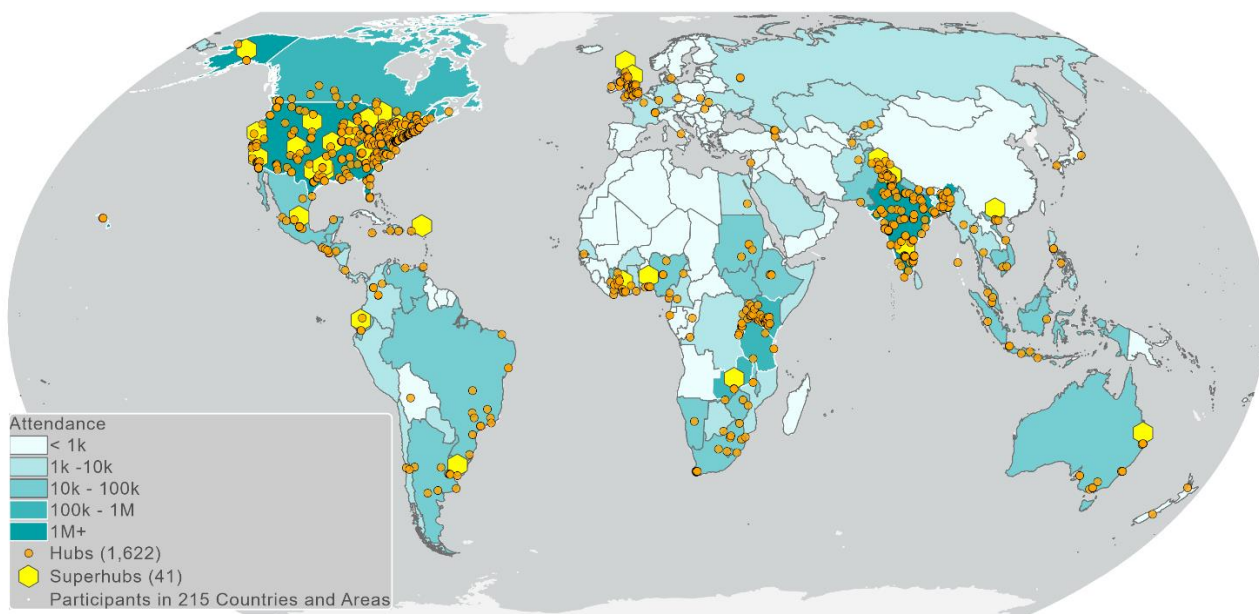 Attendance
< 1k
1k -10k
10k - 100k
100k - 1M
1M+
Hubs (1,622)
Superhubs (41)
Participants in 215 Countries and Areas